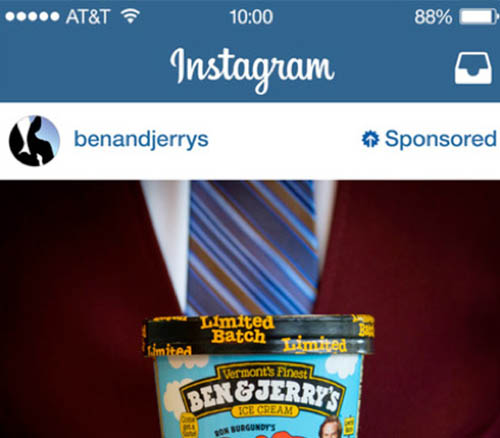 AT&T 10:00 88%
Instagram
benandjerrys Sponsored
Limited
Batch
Limited Limited
Vermont's Finest
BEN & JERRY'S
ICE CREAM
RON BURGUNDY'S